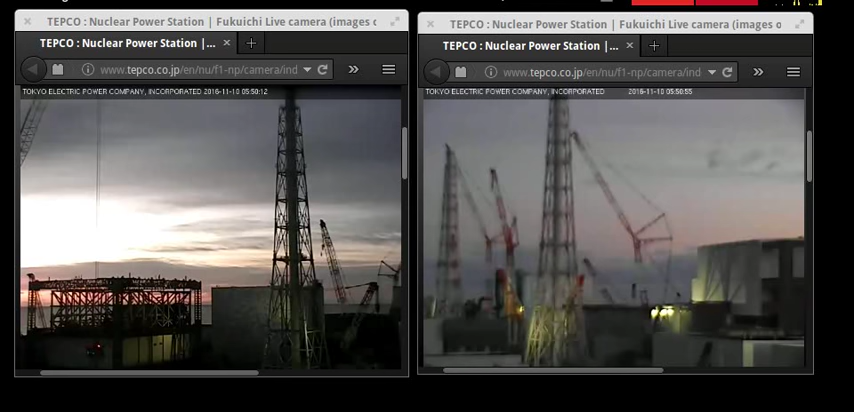 TEPCO : Nuclear Power Station | Fukuichi Live camera (images o
TEPCO : Nuclear Power Station |...
www.tepco.co.jp/en/nu/f1-np/camera/ind
TOKYO ELECTRIC POWER COMPANY, INCORPORATED 2016-11-10 05:50:12
TEPCO : Nuclear Power Station | Fukuichi Live camera (images o
TEPCO : Nuclear Power Station |...
www.tepco.co.jp/en/nu/f1-np/camera/ind
TOKYO ELECTRIC POWER COMPANY, INCORPORATED 2016-11-10 05:50:55